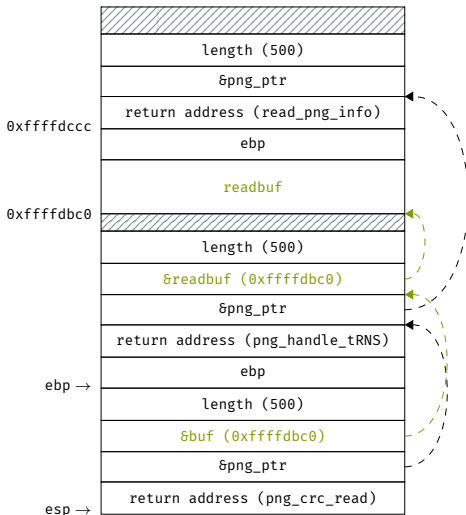 length (500)
&png_ptr
return address (read_png_info)
0xffffdccc
ebp
readbuf
0xffffdbc0
length (500)
&readbuf (0xffffdbc0)
&png_ptr
return address (png_handle_tRNS)
ebp
ebp →
length (500)
&buf (0xffffdbc0)
&png_ptr
return address (png_crc_read)
esp →